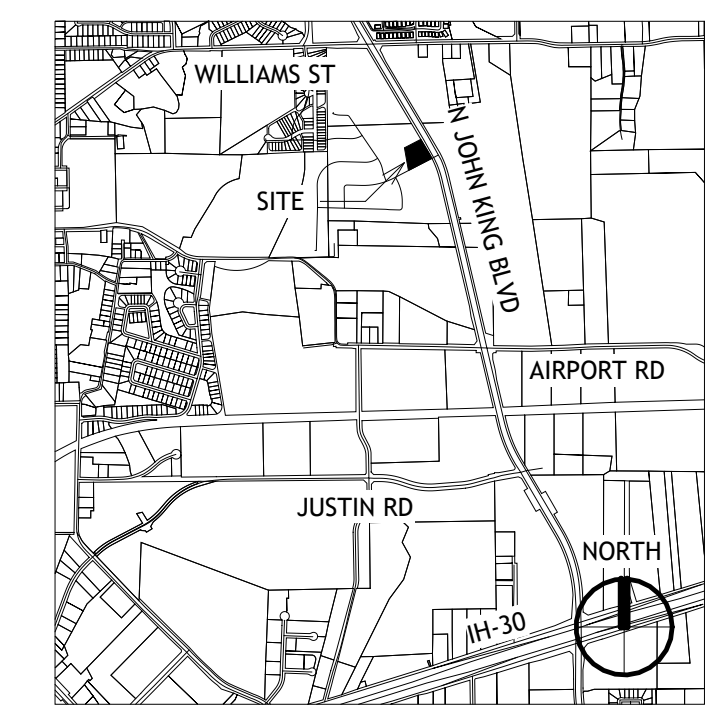 WILLIAMS ST
N JOHN KING BLVD
SITE
AIRPORT RD
JUSTIN RD
NORTH
IH-30